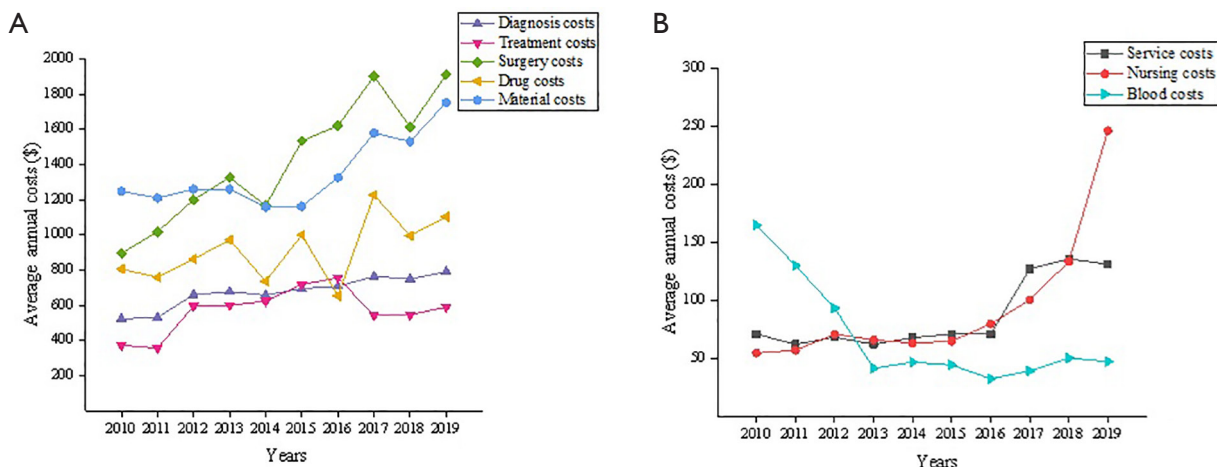 A
Diagnosis costs
Treatment costs
Surgery costs
Drug costs
Material costs
2000
1800
1600
1400
1200
1000
800
600
400
200
Average annual costs ($)
2010 2011 2012 2013 2014 2015 2016 2017 2018 2019
Years
B
Service costs
Nursing costs
Blood costs
300
250
200
150
100
50
Average annual costs ($)
2010 2011 2012 2013 2014 2015 2016 2017 2018 2019
Years